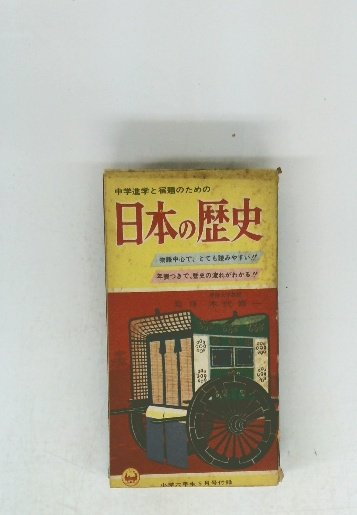 中学進学と宿題のための
日本の歴史
物語中心で、とても読みやすい!!
年表つきで、歴史の流れがわかる!!
小学六年生5月号付録